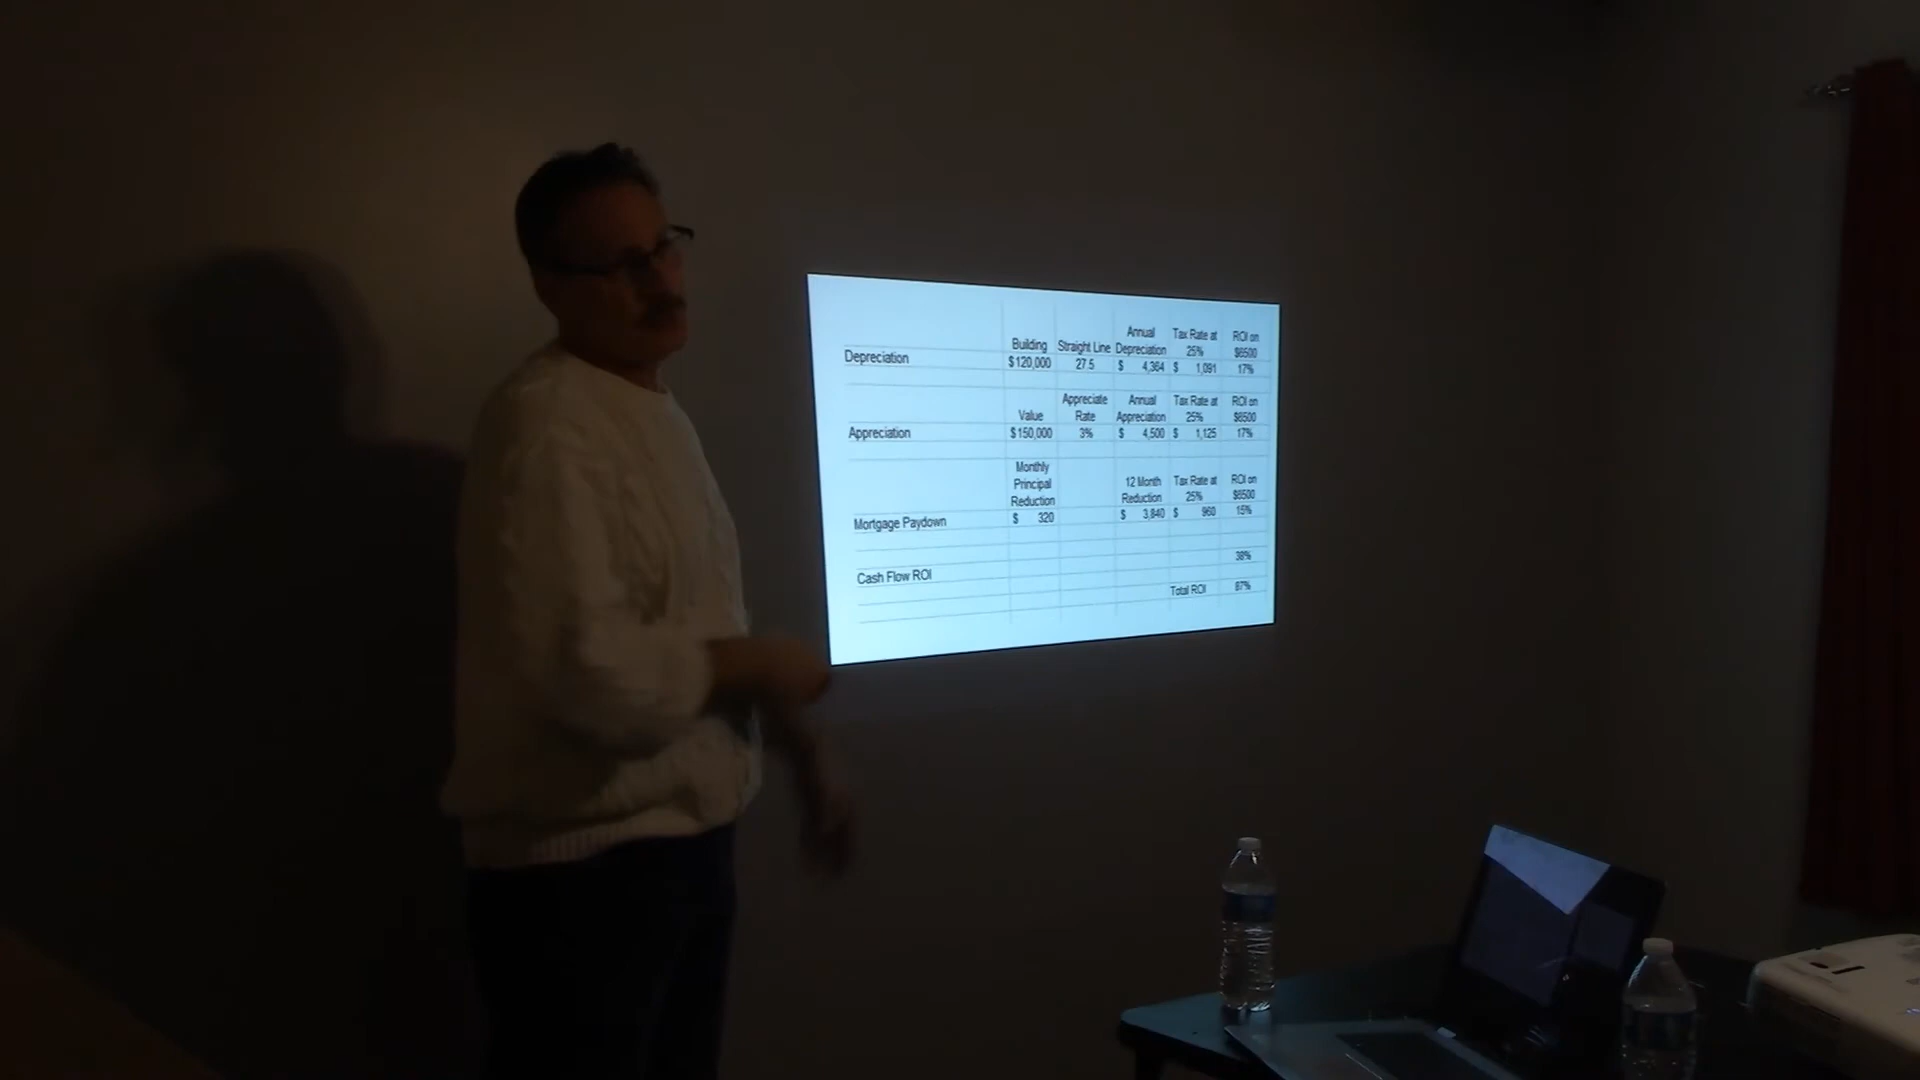 Building Straight Line Annual Depreciation Tax Rate at 25% ROI on $6500
Depreciation $120,000 27.5 $ 4,364 $ 1,091 17%
Value Appreciate Rate Annual Appreciation Tax Rate at 25% ROI on $6500
Appreciation $150,000 3% $ 4,500 $ 1,125 17%
Monthly Principal Reduction 12 Month Reduction Tax Rate at 25% ROI on $6500
Mortgage Paydown $ 320 $ 3,840 $ 960 15%
Cash Flow ROI 38%
Total ROI 87%